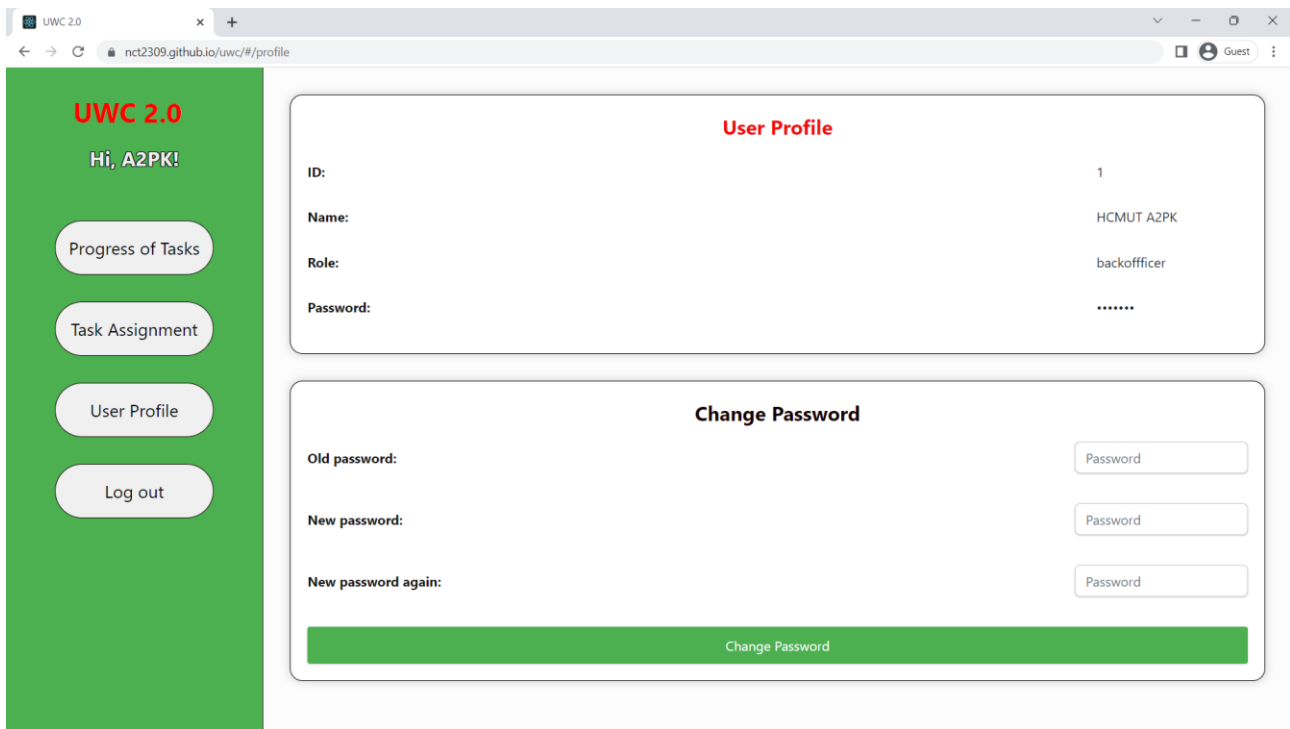 UWC 2.0
nct2309.github.io/uwc/#/profile
Guest
UWC 2.0
Hi, A2PK!
Progress of Tasks
Task Assignment
User Profile
Log out
User Profile
ID: 1
Name: HCMUT A2PK
Role: backoffficer
Password: •••••••
Change Password
Old password: Password
New password: Password
New password again: Password
Change Password